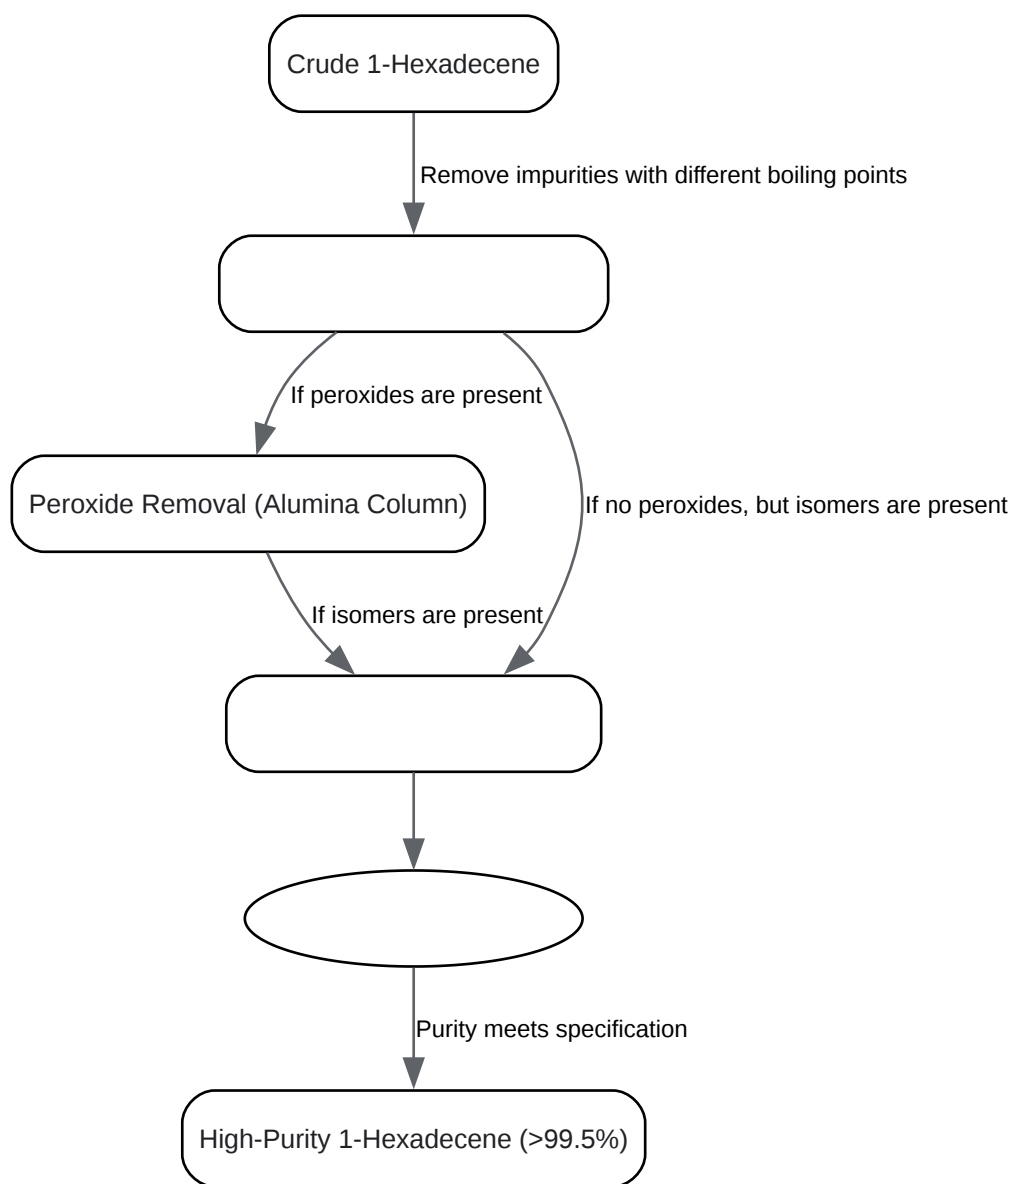 Crude 1-Hexadecene
Remove impurities with different boiling points
If peroxides are present
Peroxide Removal (Alumina Column)
If no peroxides, but isomers are present
If isomers are present
Purity meets specification
High-Purity 1-Hexadecene (>99.5%)